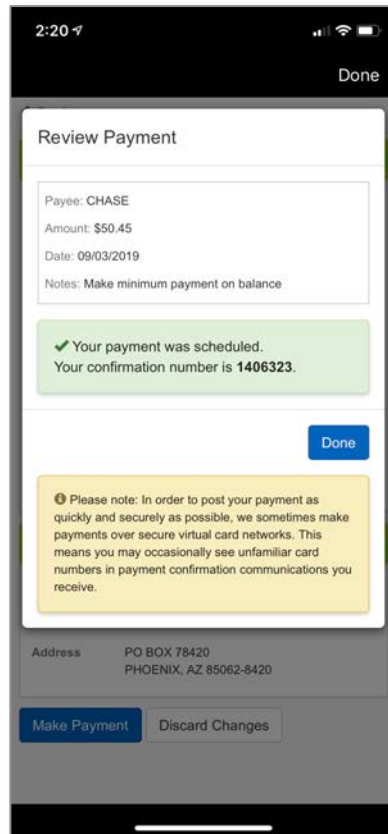 2:20
Done
Review Payment
Payee: CHASE
Amount: $50.45
Date: 09/03/2019
Notes: Make minimum payment on balance
Your payment was scheduled.
Your confirmation number is 1406323.
Done
Please note: In order to post your payment as
quickly and securely as possible, we sometimes make
payments over secure virtual card networks. This
means you may occasionally see unfamiliar card
numbers in payment confirmation communications you
receive.
Address PO BOX 78420
PHOENIX, AZ 85062-8420
Make Payment Discard Changes